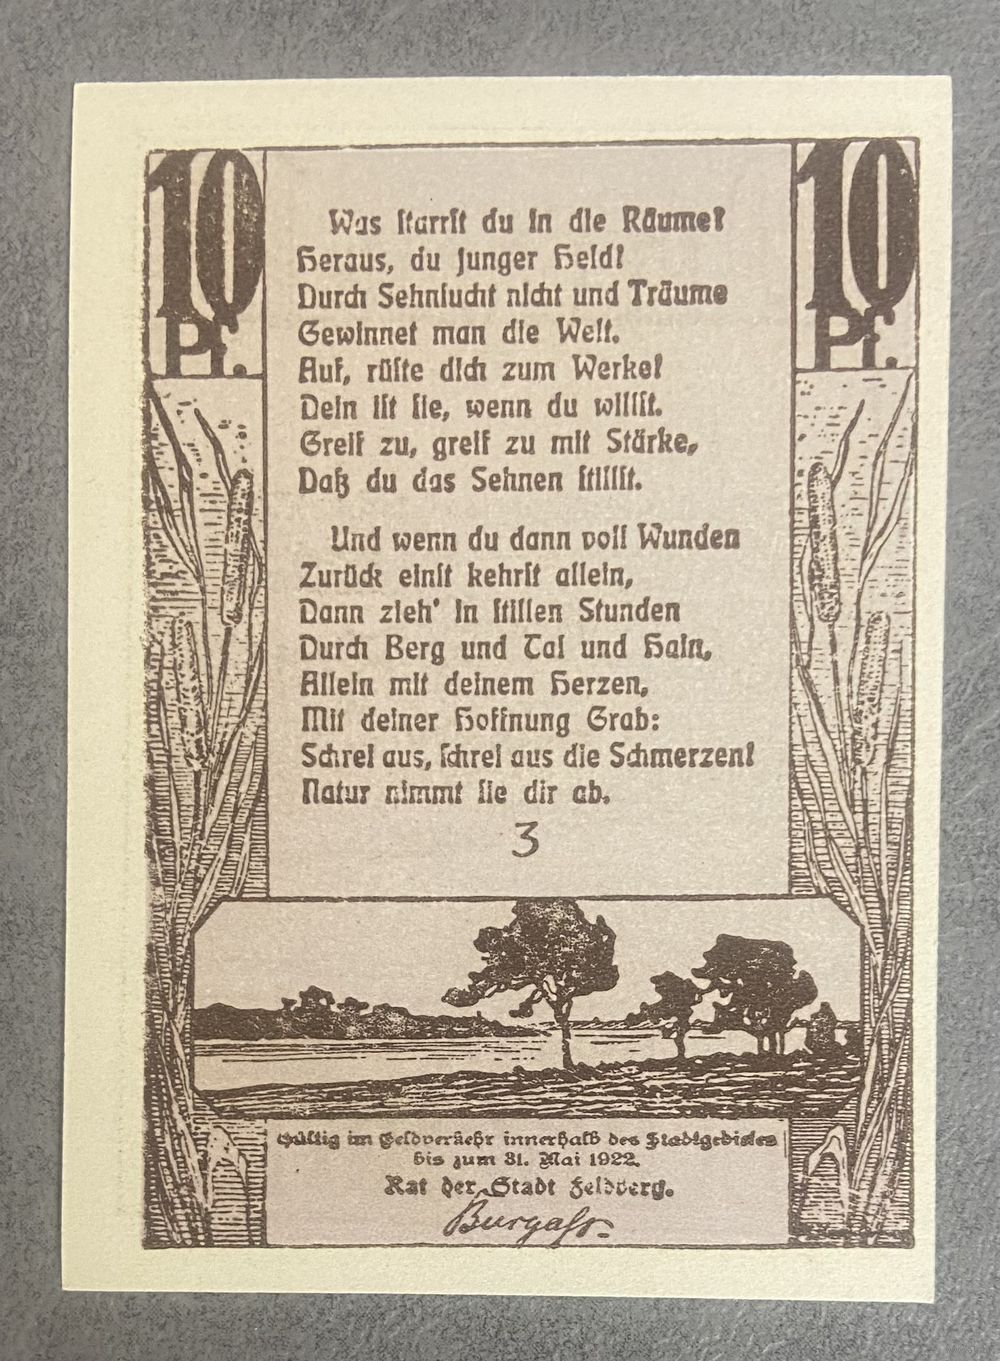 10 Pf.
10 Pf.
Was starrst du in die Räume?
Heraus, du junger Held!
Durch Sehnsucht nicht und Träume
Gewinnet man die Welt.
Auf, rüste dich zum Werke!
Dein ist sie, wenn du willst.
Greif zu, greif zu mit Stärke,
Daß du das Sehnen stillst.
Und wenn du dann voll Wunden
Zurück einst kehrst allein,
Dann zieh' in stillen Stunden
Durch Berg und Tal und Hain,
Allein mit deinem Herzen,
Mit deiner Hoffnung Grab:
Schrei aus, schrei aus die Schmerzen!
Natur nimmt sie dir ab.
3
Gültig im Geldverkehr innerhalb des Stadtgebietes
bis zum 31. Mai 1922.
Rat der Stadt Feldberg.